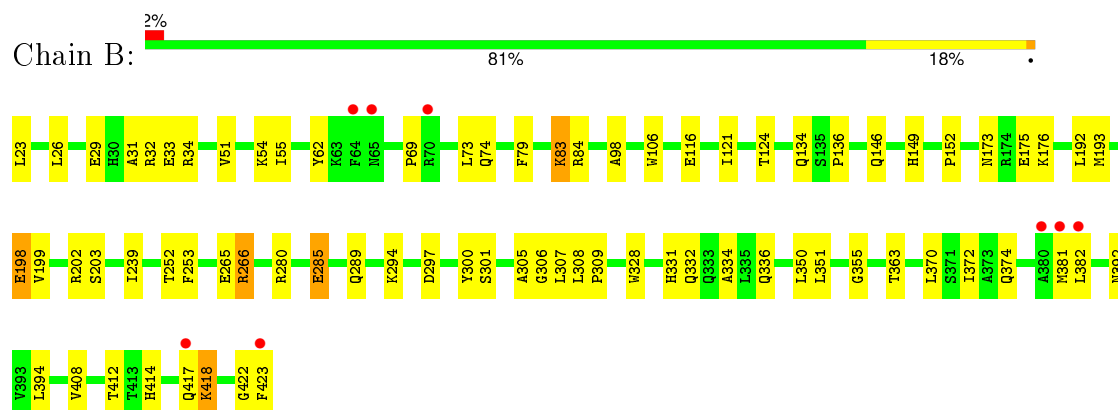 2%
Chain B:
81% 18% •
L23 L26 E29 H30 A31 R32 E33 R34 V51 K54 I55 Y62 K63 F64 N65 P69 R70 L73 Q74 F79 K83 R84 A98 W106 E116 I121 T124 Q134 S135 P136 Q146 H149 P152 N173 R174 E175 K176 L192 M193
E198 V199 R202 S203 I239 T252 F253 E265 R266 R280 E285 Q289 K294 D297 Y300 S301 A305 G306 L307 L308 P309 W328 H331 Q332 Q333 A334 L335 Q336 L350 L351 G355 T363 L370 S371 I372 A373 Q374 A380 M381 L382
V393 L394 V408 T412 T413 H414 Q417 K418 G422 F423